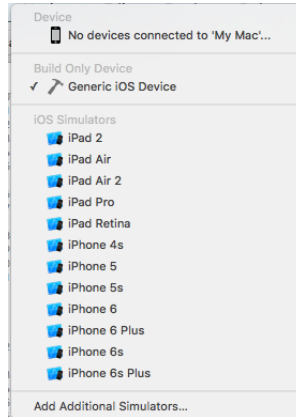 Device
No devices connected to 'My Mac'...
Build Only Device
✓ Generic iOS Device
iOS Simulators
iPad 2
iPad Air
iPad Air 2
iPad Pro
iPad Retina
iPhone 4s
iPhone 5
iPhone 5s
iPhone 6
iPhone 6 Plus
iPhone 6s
iPhone 6s Plus
Add Additional Simulators...